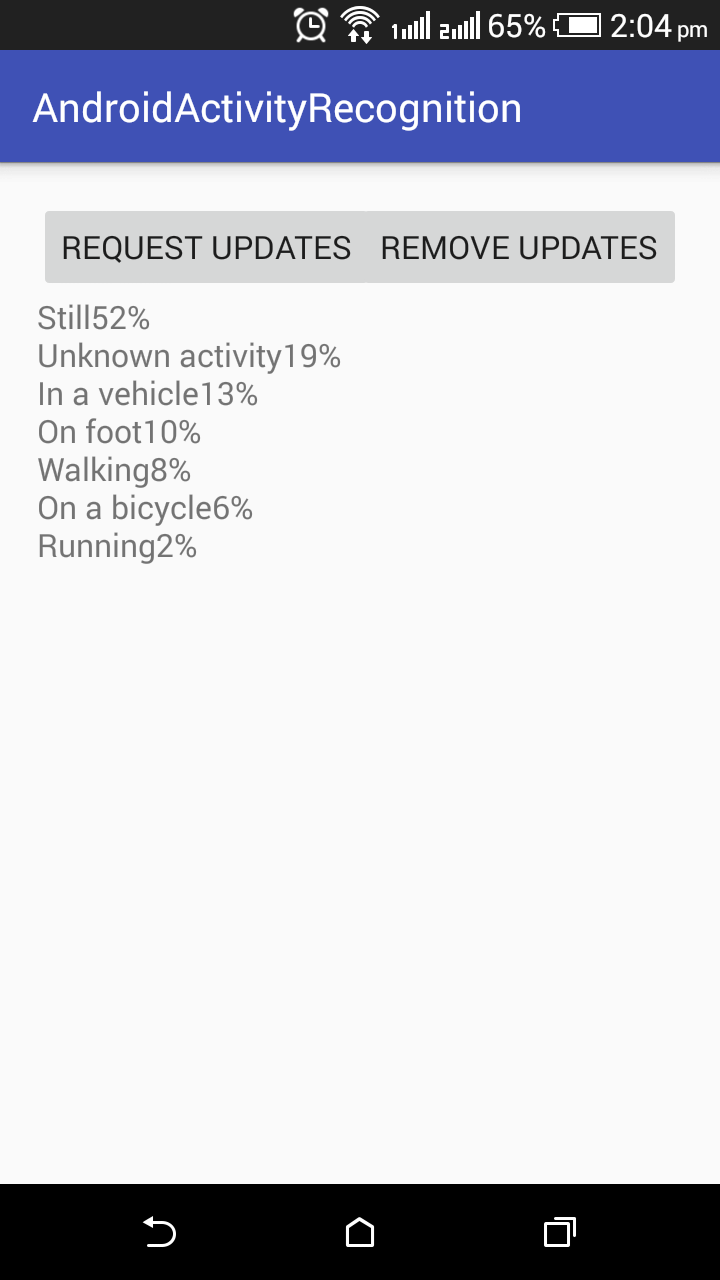 1 2 65% 2:04 pm
AndroidActivityRecognition
REQUEST UPDATES REMOVE UPDATES
Still52%
Unknown activity19%
In a vehicle13%
On foot10%
Walking8%
On a bicycle6%
Running2%